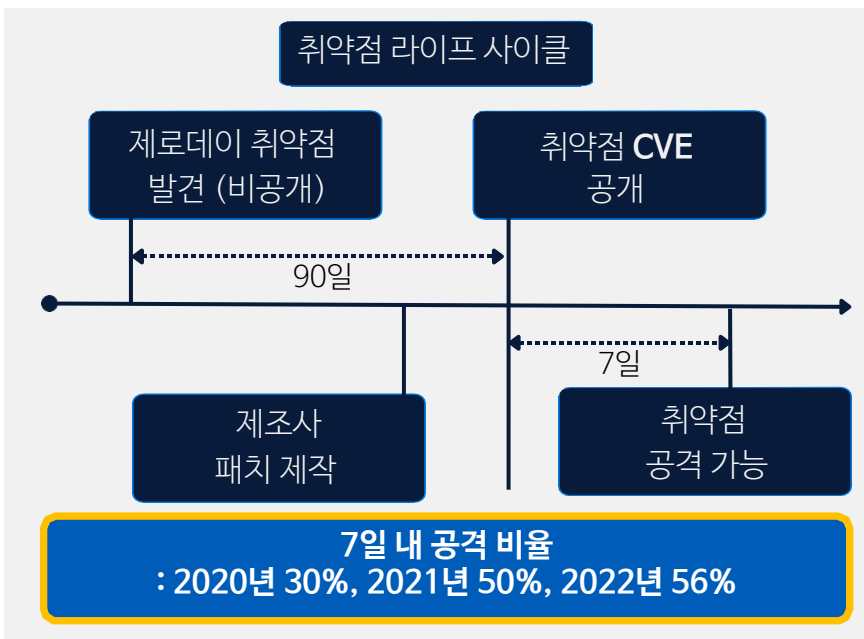 취약점 라이프 사이클
제로데이 취약점
발견 (비공개)
취약점 CVE
공개
90일
7일
제조사
패치 제작
취약점
공격 가능
7일 내 공격 비율
: 2020년 30%, 2021년 50%, 2022년 56%